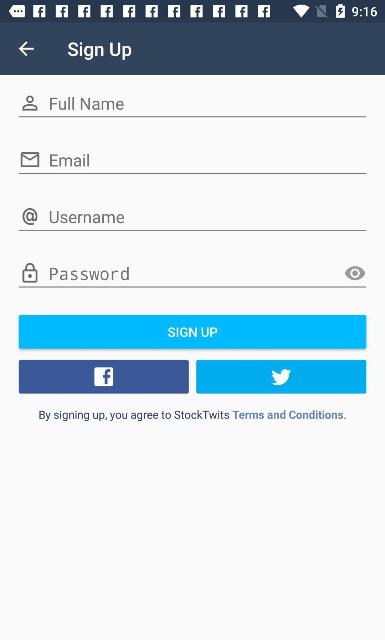 9:16
Sign Up
Full Name
Email
@ Username
Password
SIGN UP
By signing up, you agree to StockTwits Terms and Conditions.